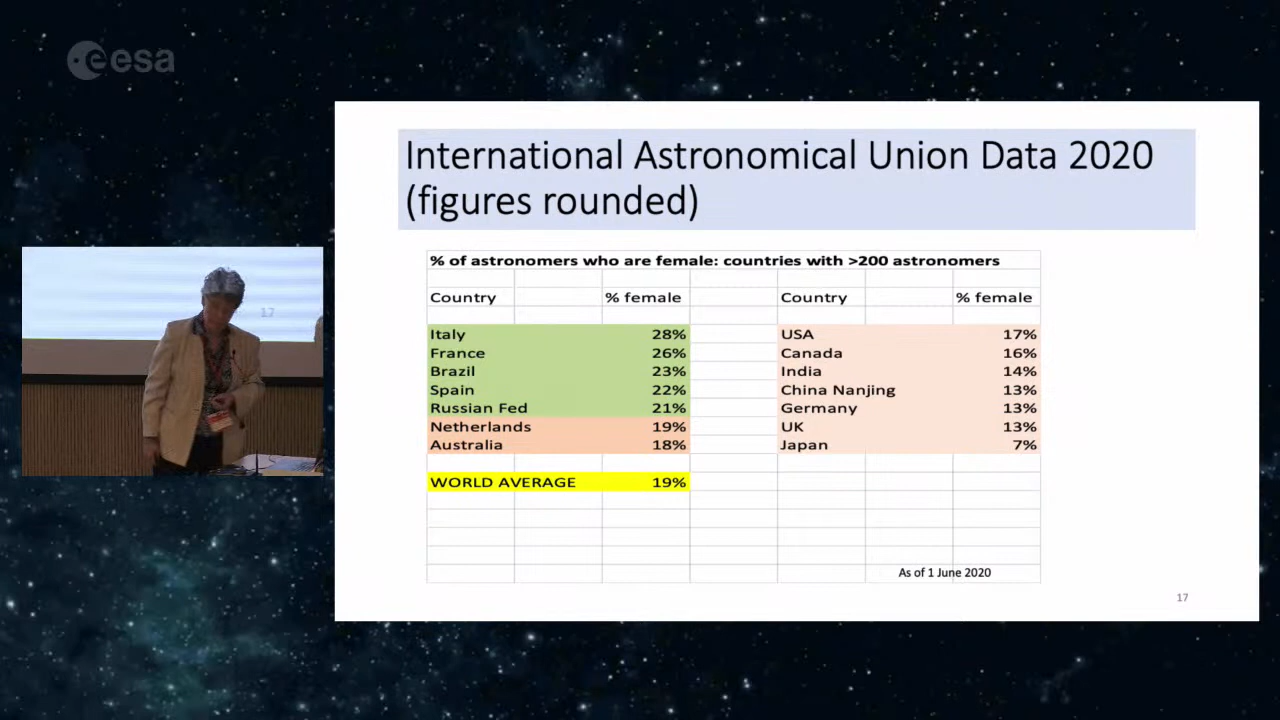 esa
International Astronomical Union Data 2020
(figures rounded)
% of astronomers who are female: countries with >200 astronomers
Country % female Country % female
Italy 28% USA 17%
France 26% Canada 16%
Brazil 23% India 14%
Spain 22% China Nanjing 13%
Russian Fed 21% Germany 13%
Netherlands 19% UK 13%
Australia 18% Japan 7%
WORLD AVERAGE 19%
As of 1 June 2020
17
17